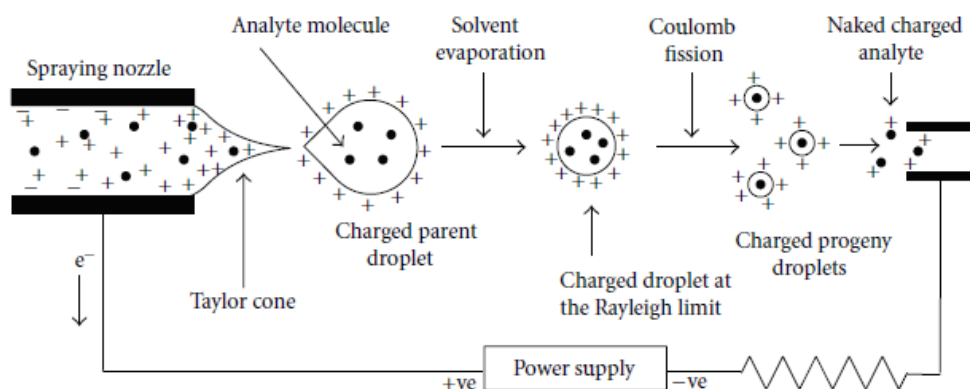 Analyte molecule
Solvent
evaporation
Coulomb
fission
Naked charged
analyte
Spraying nozzle
Charged parent
droplet
Charged progeny
droplets
Charged droplet at
the Rayleigh limit
e⁻
Taylor cone
Power supply
+ve
−ve